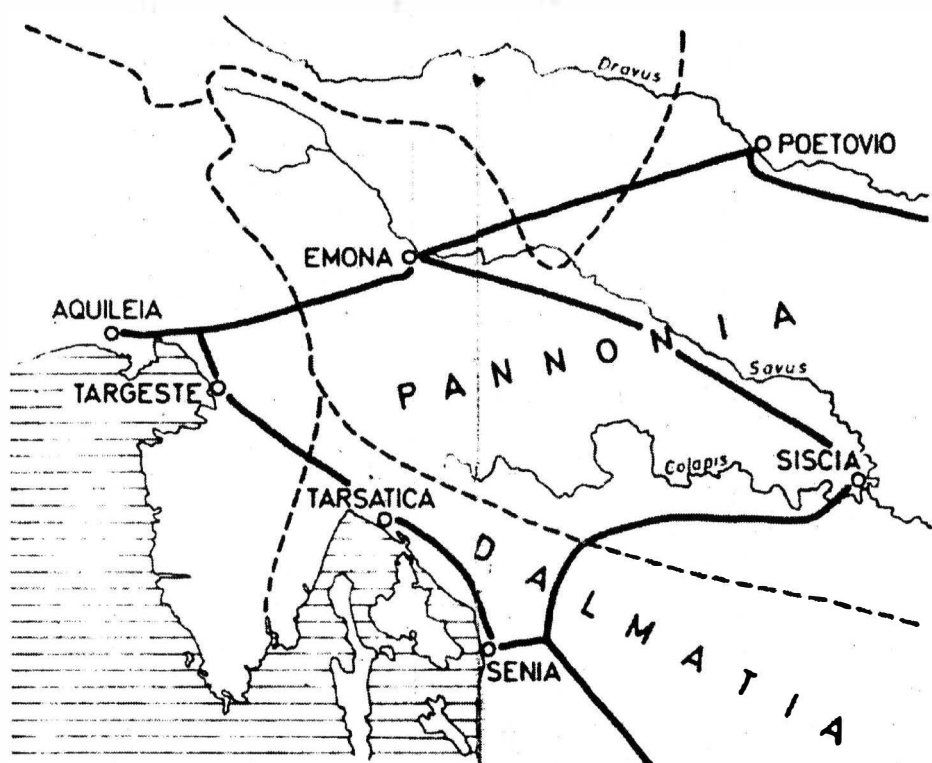 Dravus
POETOVIO
EMONA
AQUILEIA
PANNONIA
TARGESTE
Savus
Colapis
SISCIA
TARSATICA
DALMATIA
SENIA